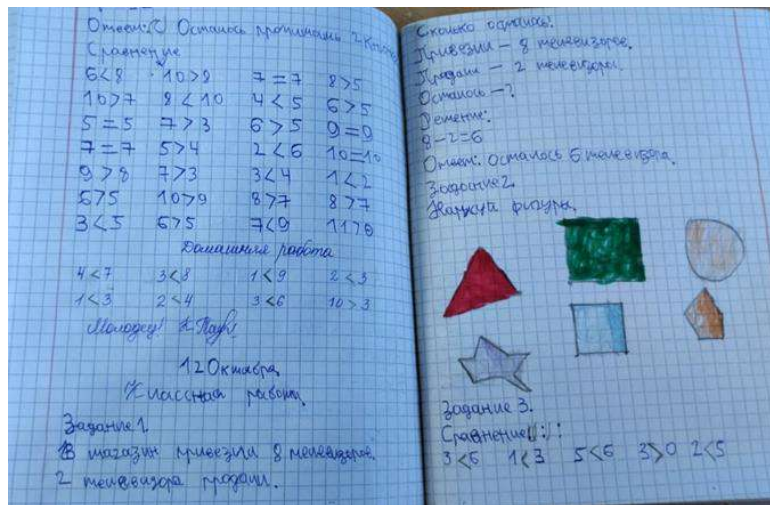 Ответ: Осталось прочитать 2 книги
Сравнение
6<8 10>9 7=7 8>5
10>7 8<10 4<5 6>5
5=5 7>3 6>5 9=9
7=7 5>4 2<6 10=10
9>8 7>3 3<4 1<2
6>5 10>9 8>7 8>7
3<5 6>5 7<9 11>0
Домашняя работа
4<7 3<8 1<9 2<3
1<3 2<4 3<6 10>3
Молодец!
12 Октября
Классная работа
Задание 1.
В магазин привезли 8 телевизоров.
2 телевизора продали.
Сколько осталось?
Привезли – 8 телевизоров.
Продали – 2 телевизора.
Осталось – ?
Решение:
8-2=6
Ответ: осталось 6 телевизора.
Задание 2.
Нарисуй фигуры.
Задание 3.
Сравнение
3<6 1<3 5<6 3>0 2<5